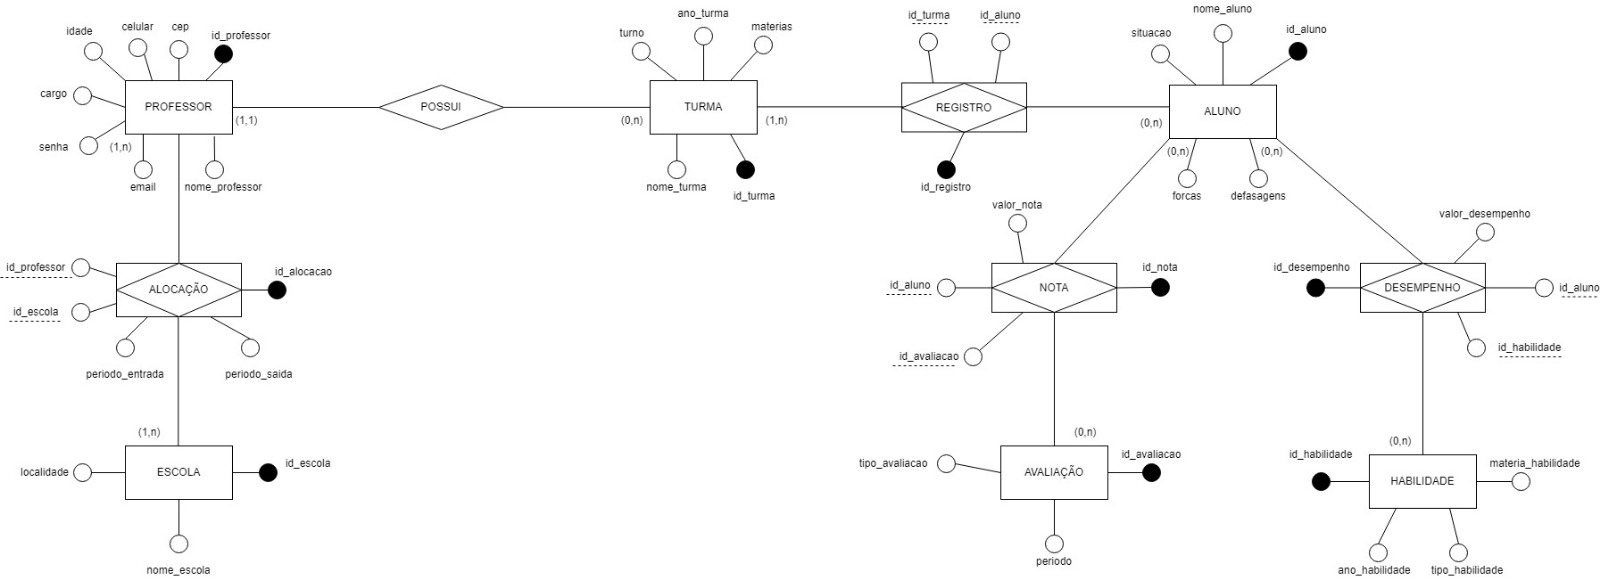 idade
celular
cep
id_professor
cargo
PROFESSOR
senha
(1,n)
(1,1)
email
nome_professor
POSSUI
turno
ano_turma
materias
TURMA
(0,n)
(1,n)
nome_turma
id_turma
id_turma
id_aluno
REGISTRO
id_registro
situacao
nome_aluno
id_aluno
ALUNO
(0,n)
(0,n)
(0,n)
forcas
defasagens
id_professor
id_alocacao
ALOCAÇÃO
id_escola
periodo_entrada
periodo_saida
valor_nota
id_aluno
id_nota
NOTA
id_avaliacao
valor_desempenho
id_desempenho
DESEMPENHO
id_aluno
id_habilidade
(1,n)
localidade
ESCOLA
id_escola
nome_escola
(0,n)
tipo_avaliacao
AVALIAÇÃO
id_avaliacao
periodo
(0,n)
id_habilidade
HABILIDADE
materia_habilidade
ano_habilidade
tipo_habilidade